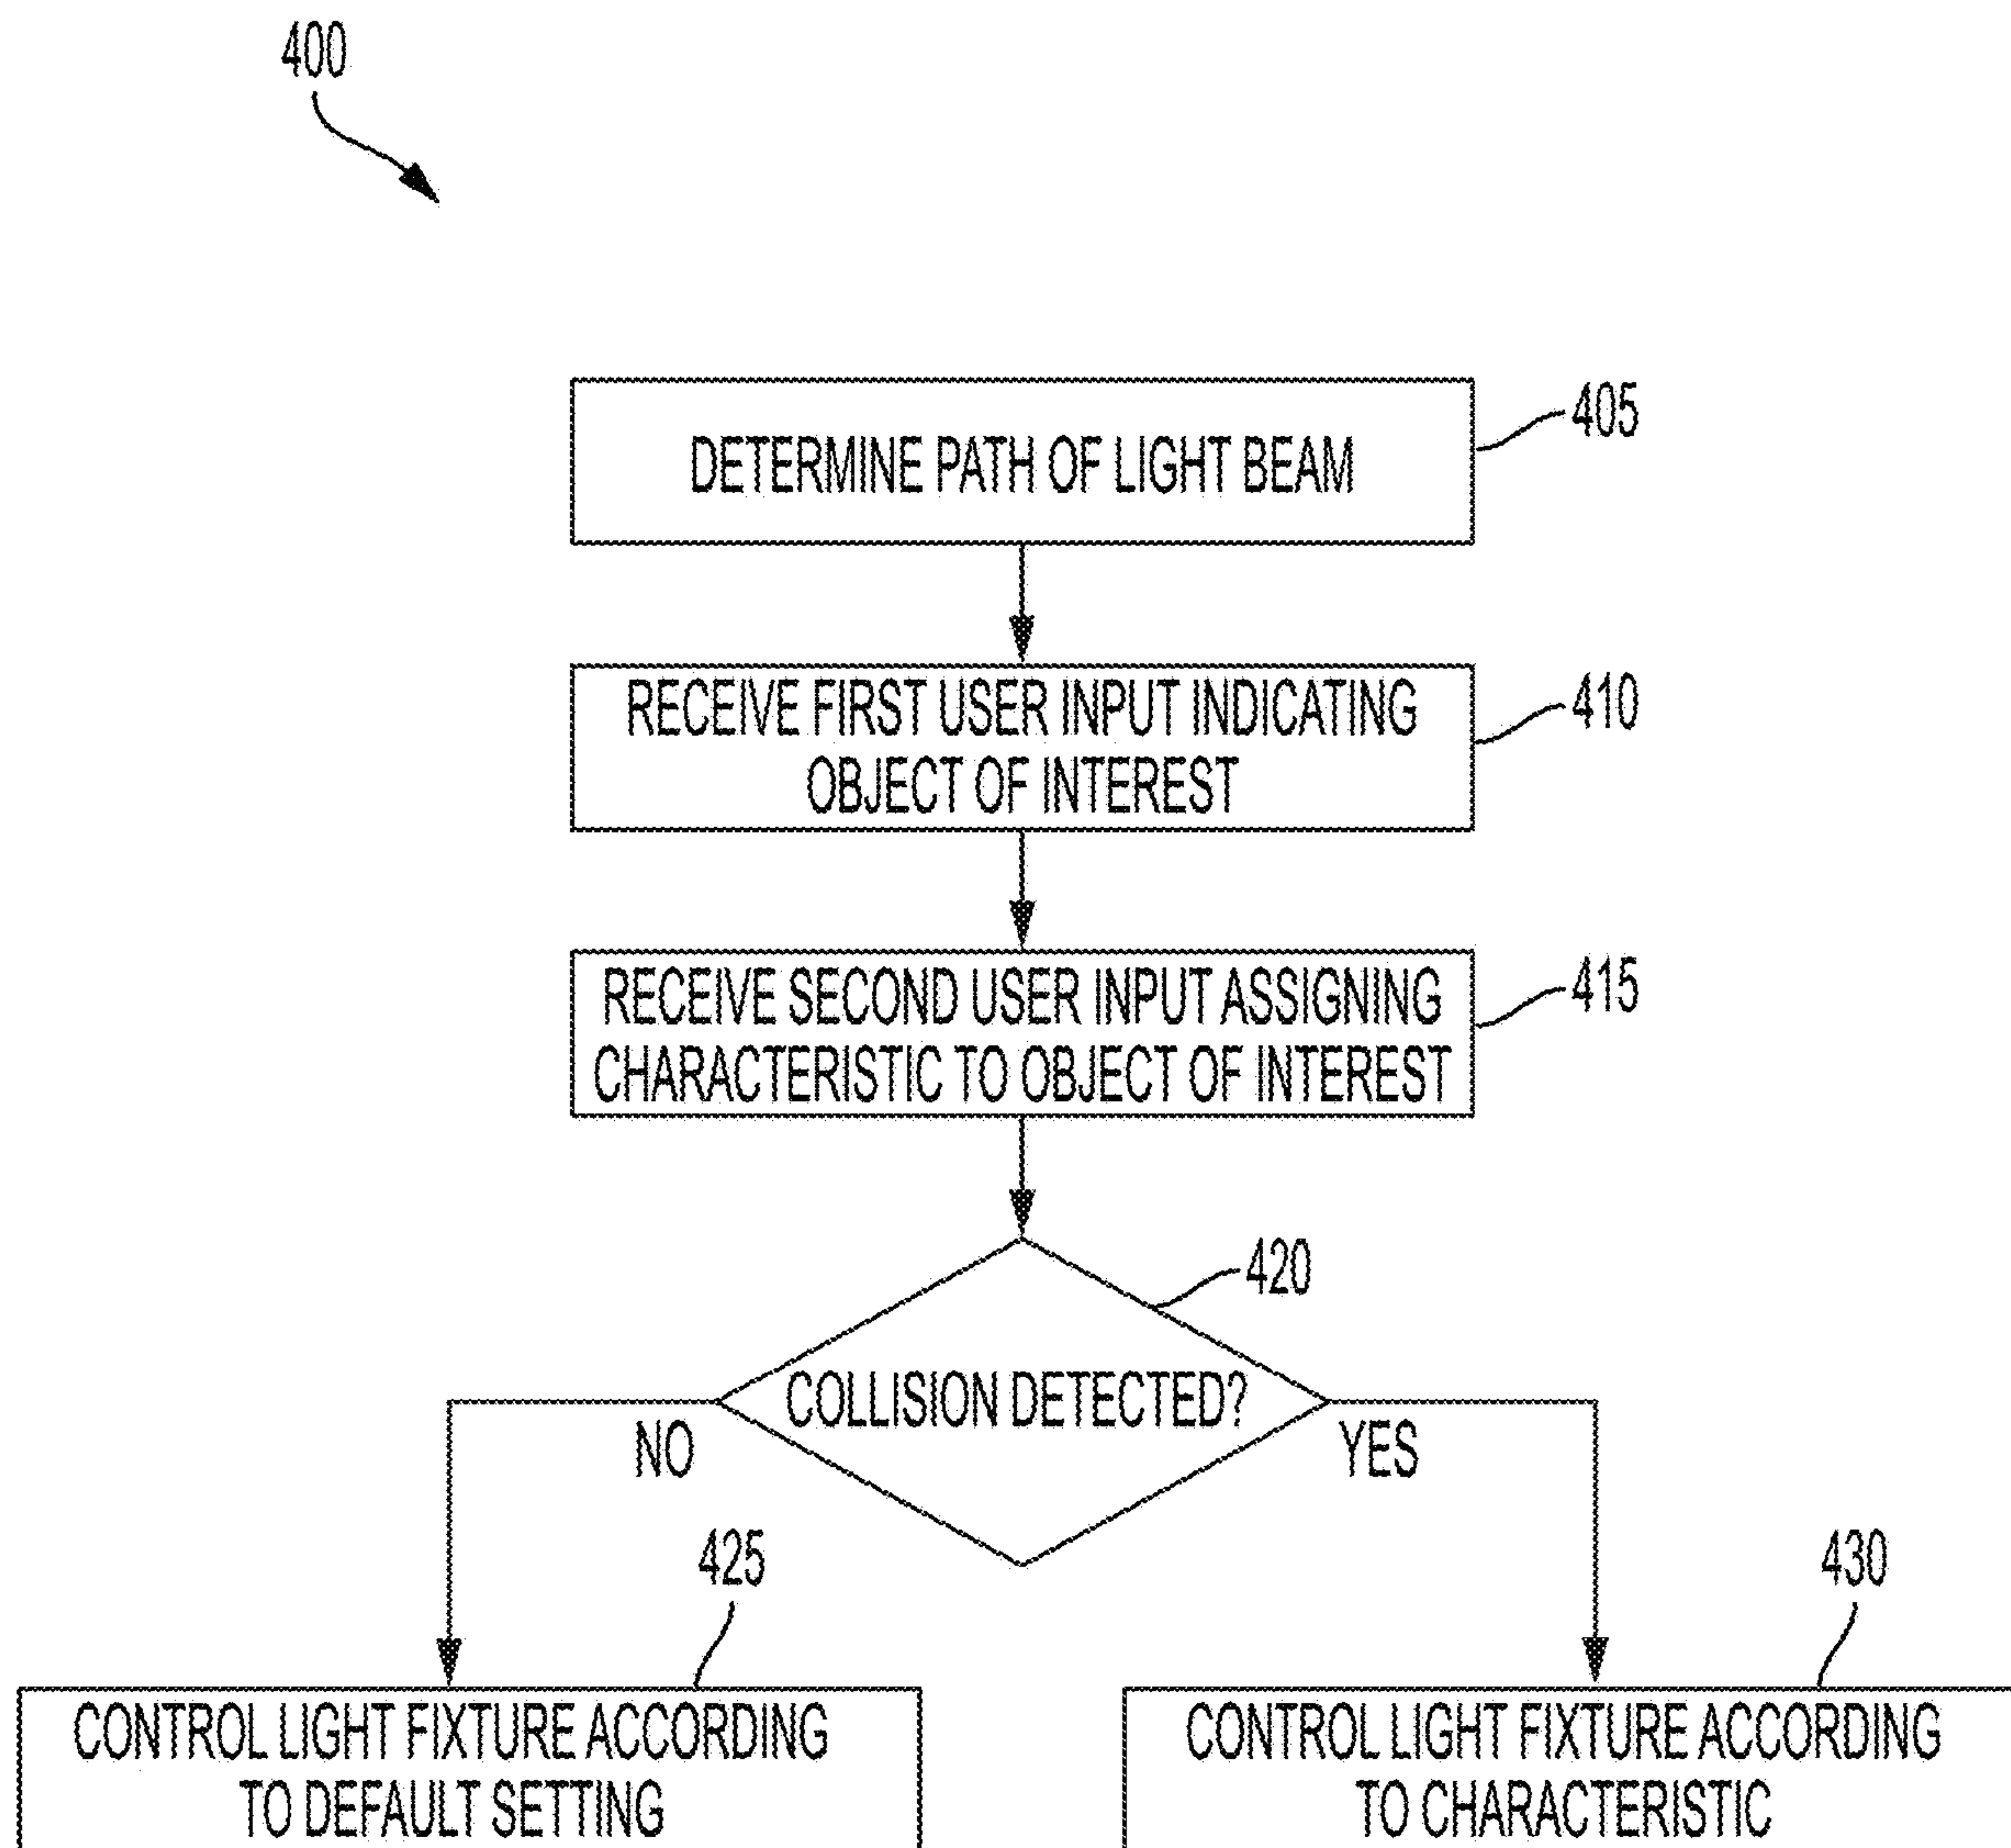 400
DETERMINE PATH OF LIGHT BEAM
405
RECEIVE FIRST USER INPUT INDICATING
OBJECT OF INTEREST
410
RECEIVE SECOND USER INPUT ASSIGNING
CHARACTERISTIC TO OBJECT OF INTEREST
415
420
COLLISION DETECTED?
NO
YES
425
430
CONTROL LIGHT FIXTURE ACCORDING
TO DEFAULT SETTING
CONTROL LIGHT FIXTURE ACCORDING
TO CHARACTERISTIC